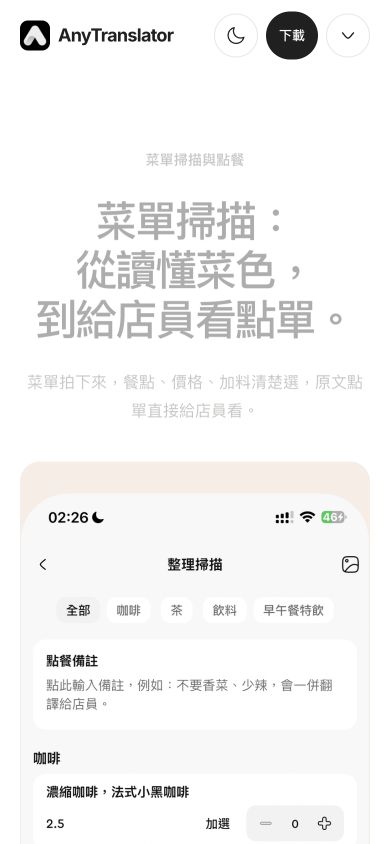 AnyTranslator
下載
菜單掃描與點餐
菜單掃描：
從讀懂菜色，
到給店員看點單。
菜單拍下來，餐點、價格、加料清楚選，原文點
單直接給店員看。
02:26
46
整理掃描
全部 咖啡 茶 飲料 早午餐特飲
點餐備註
點此輸入備註，例如：不要香菜、少辣，會一併翻
譯給店員。
咖啡
濃縮咖啡，法式小黑咖啡
2.5 加選 0